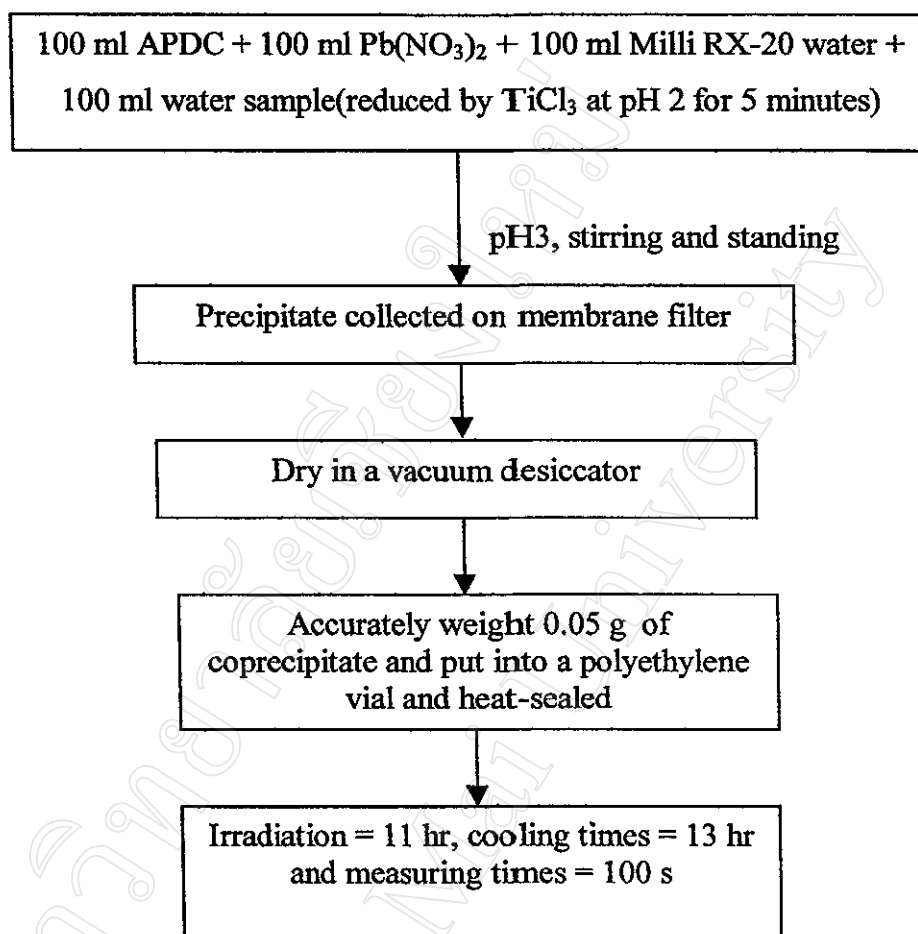 100 ml APDC + 100 ml Pb(NO₃)₂ + 100 ml Milli RX-20 water +
100 ml water sample(reduced by TiCl₃ at pH 2 for 5 minutes)
pH3, stirring and standing
Precipitate collected on membrane filter
Dry in a vacuum desiccator
Accurately weight 0.05 g of
coprecipitate and put into a polyethylene
vial and heat-sealed
Irradiation = 11 hr, cooling times = 13 hr
and measuring times = 100 s
Mai University